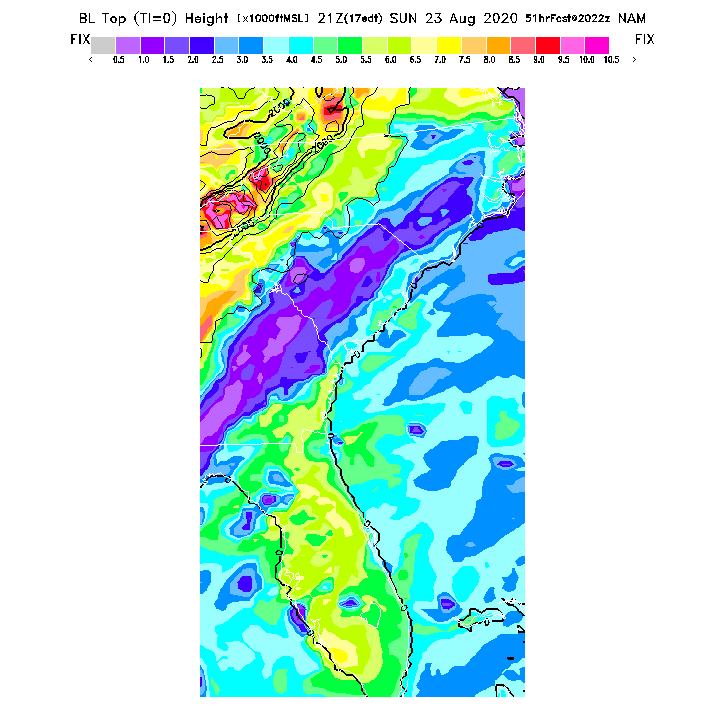 BL Top (TI=0) Height [x1000ftMSL] 21Z(17edt) SUN 23 Aug 2020 51hrFcst@2022z NAM
FIX FIX
< 0.5 1.0 1.5 2.0 2.5 3.0 3.5 4.0 4.5 5.0 5.5 6.0 6.5 7.0 7.5 8.0 8.5 9.0 9.5 10.0 10.5 >
2000